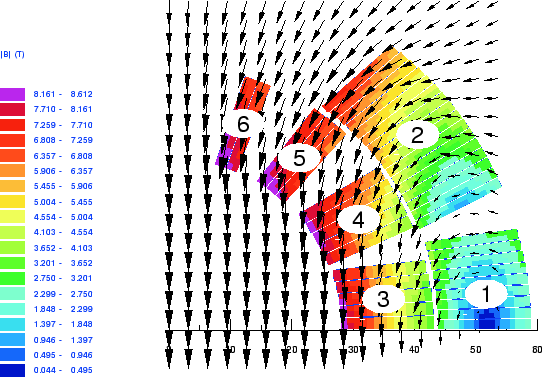 |B| (T)
8.161 - 8.612
7.710 - 8.161
7.259 - 7.710
6.808 - 7.259
6.357 - 6.808
5.906 - 6.357
5.455 - 5.906
5.004 - 5.455
4.554 - 5.004
4.103 - 4.554
3.652 - 4.103
3.201 - 3.652
2.750 - 3.201
2.299 - 2.750
1.848 - 2.299
1.397 - 1.848
0.946 - 1.397
0.495 - 0.946
0.044 - 0.495
6
5
2
4
3
1
20 30 40 50 60